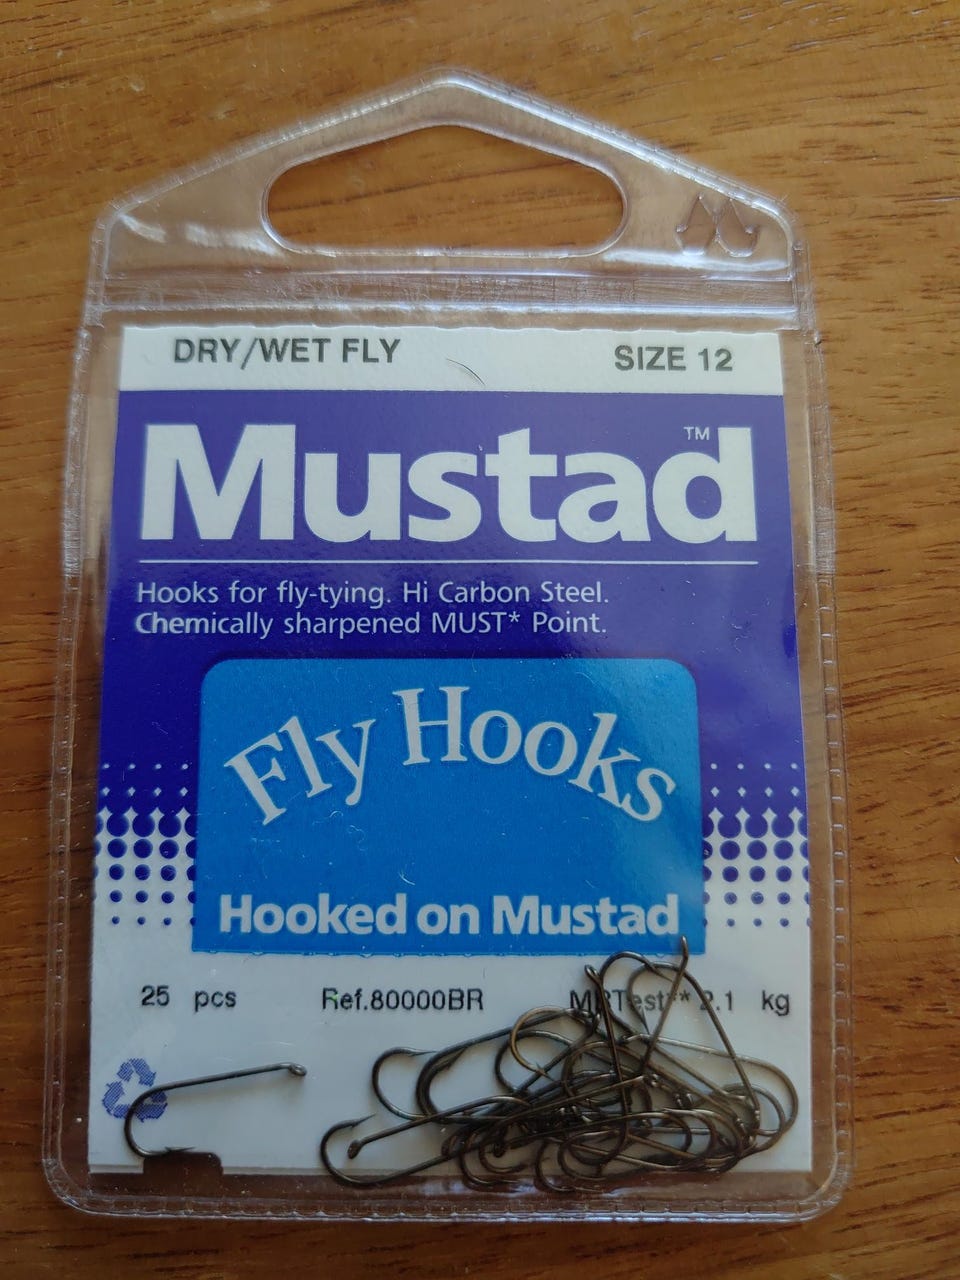 DRY/WET FLY SIZE 12
Mustad™
Hooks for fly-tying. Hi Carbon Steel.
Chemically sharpened MUST* Point.
Fly Hooks
Hooked on Mustad
25 pcs Ref.80000BR Test** 2.1 kg